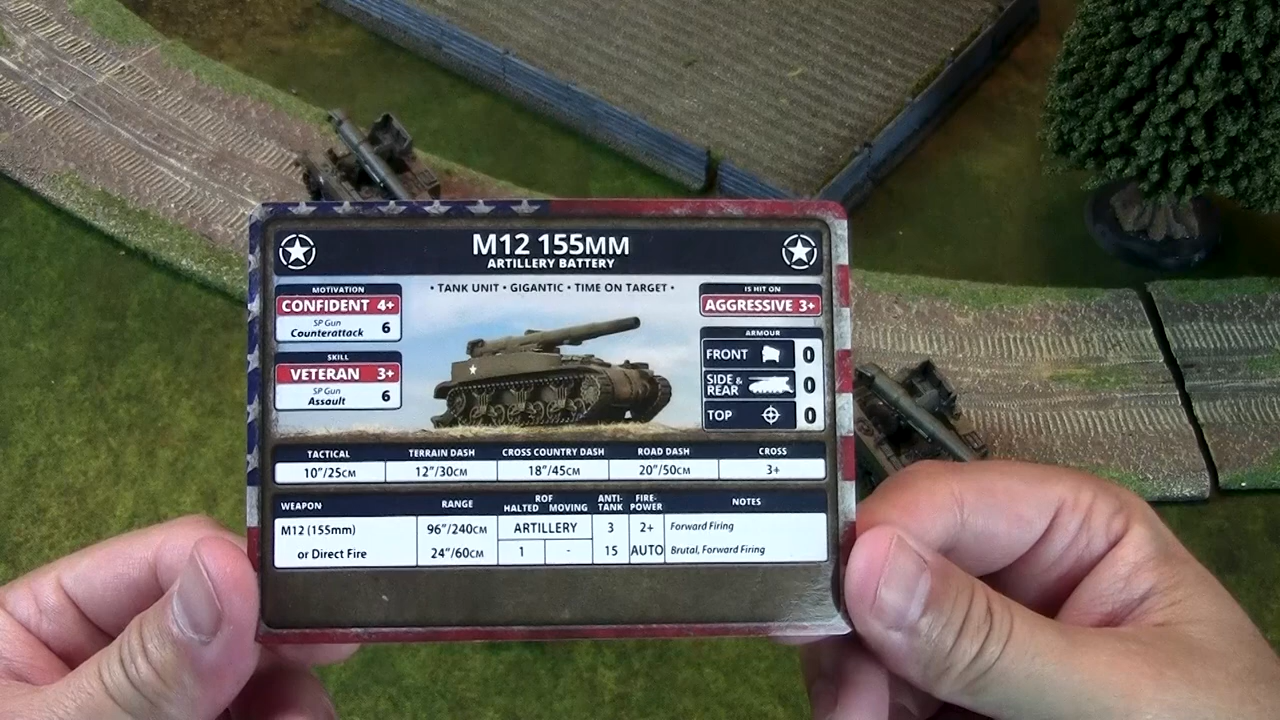 M12 155MM
ARTILLERY BATTERY
• TANK UNIT • GIGANTIC • TIME ON TARGET •
MOTIVATION
CONFIDENT 4+
SP Gun
Counterattack 6
SKILL
VETERAN 3+
SP Gun
Assault 6
IS HIT ON
AGGRESSIVE 3+
ARMOUR
FRONT 0
SIDE & REAR 0
TOP 0
TACTICAL TERRAIN DASH CROSS COUNTRY DASH ROAD DASH CROSS
10"/25CM 12"/30CM 18"/45CM 20"/50CM 3+
WEAPON RANGE ROF HALTED MOVING ANTI-TANK FIRE-POWER NOTES
M12 (155mm) 96"/240CM ARTILLERY 3 2+ Forward Firing
or Direct Fire 24"/60CM 1 - 15 AUTO Brutal, Forward Firing